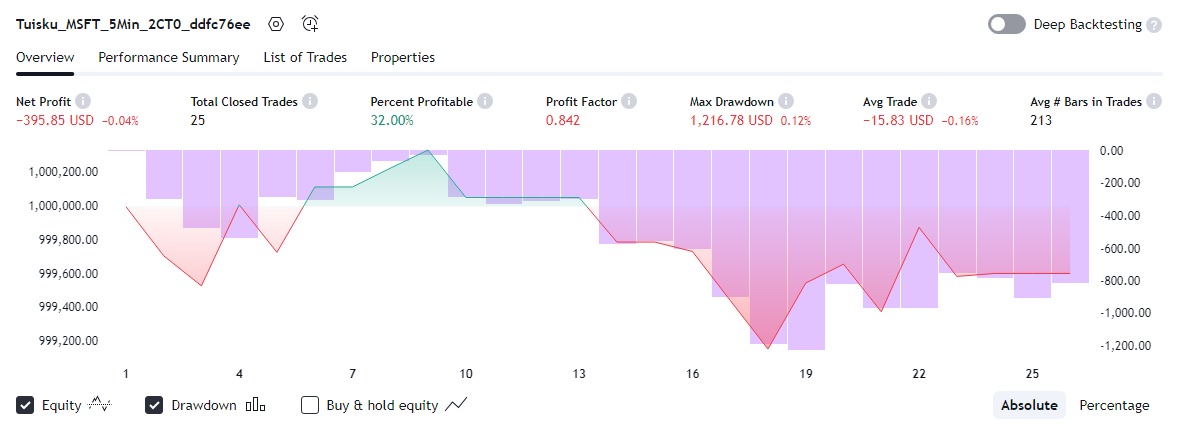 Tuisku_MSFT_5Min_2CT0_ddfc76ee
Deep Backtesting ?
Overview Performance Summary List of Trades Properties
Net Profit Total Closed Trades Percent Profitable Profit Factor Max Drawdown Avg Trade Avg # Bars in Trades
−395.85 USD −0.04% 25 32.00% 0.842 1,216.78 USD 0.12% −15.83 USD −0.16% 213
0.00
1,000,200.00
-200.00
1,000,000.00
-400.00
999,800.00
-600.00
999,600.00
-800.00
999,400.00
-1,000.00
999,200.00
-1,200.00
1 4 7 10 13 16 19 22 25
Equity Drawdown Buy & hold equity Absolute Percentage